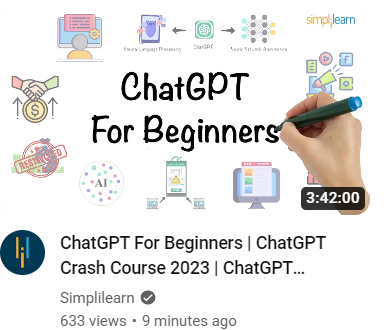 simplilearn
Natural Language Processing
ChatGPT
Neural Network Architecture
ChatGPT
For Beginners
RESTRICTED
AI
3:42:00
ChatGPT For Beginners | ChatGPT
Crash Course 2023 | ChatGPT...
Simplilearn
633 views • 9 minutes ago